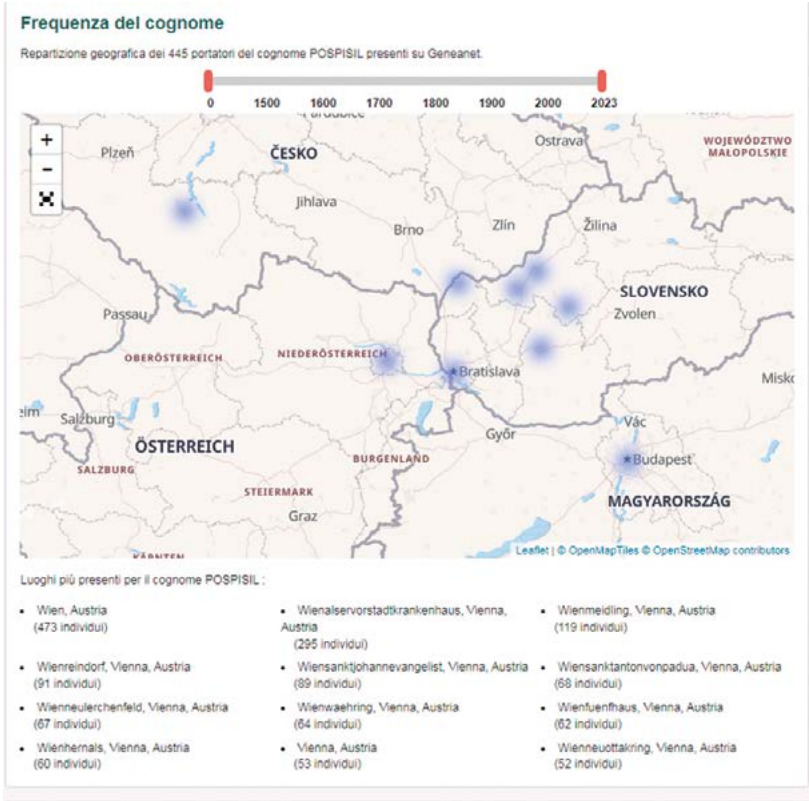 Frequenza del cognome
Repartizione geografica dei 445 portatori del cognome POSPISIL presenti su Geneanet.
0 1500 1600 1700 1800 1900 2000 2023
+
−
Plzeň
ČESKO
Ostrava
WOJEWÓDZTWO
MAŁOPOLSKIE
Jihlava
Brno
Zlín
Žilina
SLOVENSKO
Zvolen
Passau
OBERÖSTERREICH
NIEDERÖSTERREICH
Bratislava
Misko
eim
Salzburg
Győr
Vác
ÖSTERREICH
BURGENLAND
Budapest
SALZBURG
STEIERMARK
MAGYARORSZÁG
Graz
KÄRNTEN
Leaflet | © OpenMapTiles © OpenStreetMap contributors
Luoghi più presenti per il cognome POSPISIL :
• Wien, Austria
(473 individui)
• Wienalservorstadtkrankenhaus, Vienna,
Austria
(295 individui)
• Wienmeidling, Vienna, Austria
(119 individui)
• Wienreindorf, Vienna, Austria
(91 individui)
• Wiensanktjohannevangelist, Vienna, Austria
(89 individui)
• Wiensanktantonvonpadua, Vienna, Austria
(68 individui)
• Wienneulerchenfeld, Vienna, Austria
(67 individui)
• Wienwaehring, Vienna, Austria
(64 individui)
• Wienfuenfhaus, Vienna, Austria
(62 individui)
• Wienhernals, Vienna, Austria
(60 individui)
• Vienna, Austria
(53 individui)
• Wienneuottakring, Vienna, Austria
(52 individui)